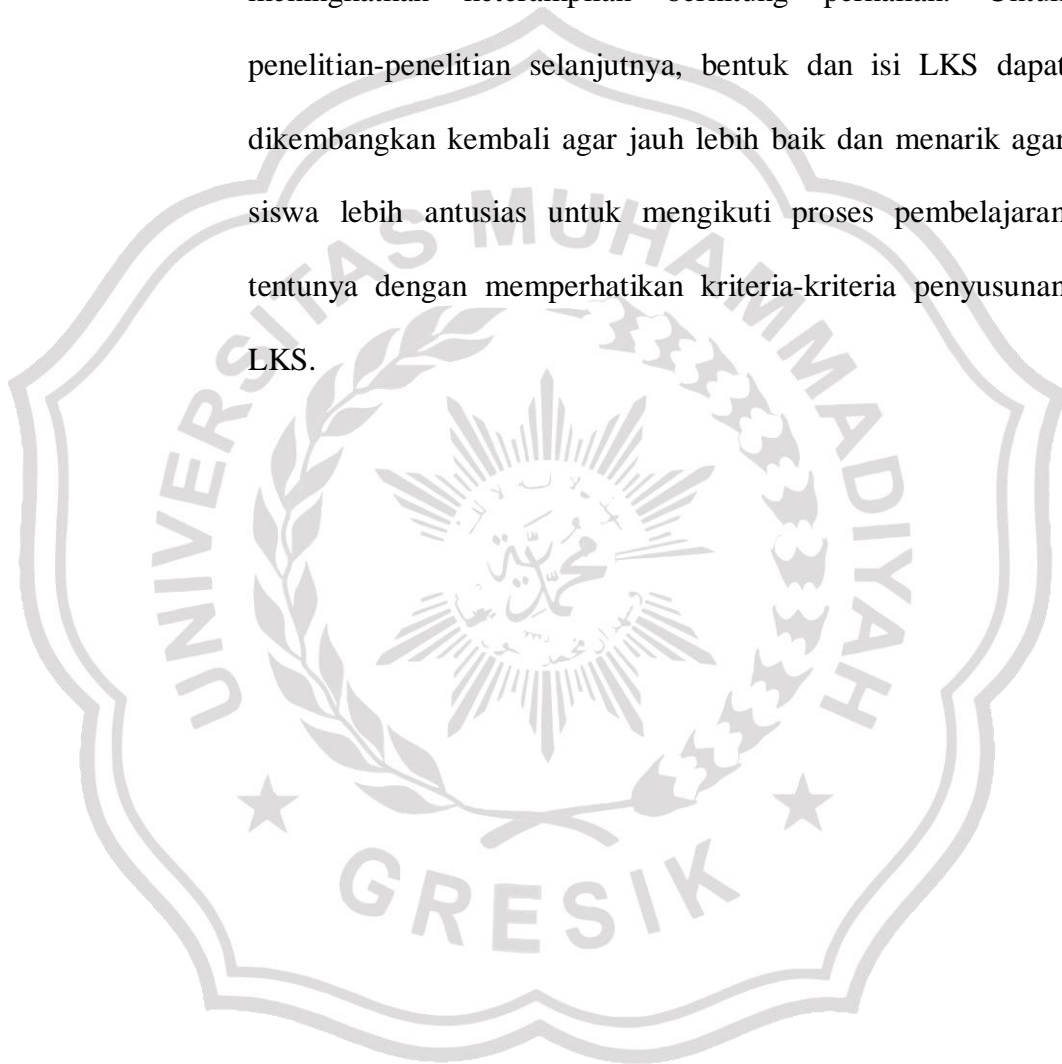 penelitian-penelitian selanjutnya, bentuk dan isi LKS dapat
dikembangkan kembali agar jauh lebih baik dan menarik agar
siswa lebih antusias untuk mengikuti proses pembelajaran
tentunya dengan memperhatikan kriteria-kriteria penyusunan
LKS.
UNIVERSITAS MUHAMMADIYAH
GRESIK